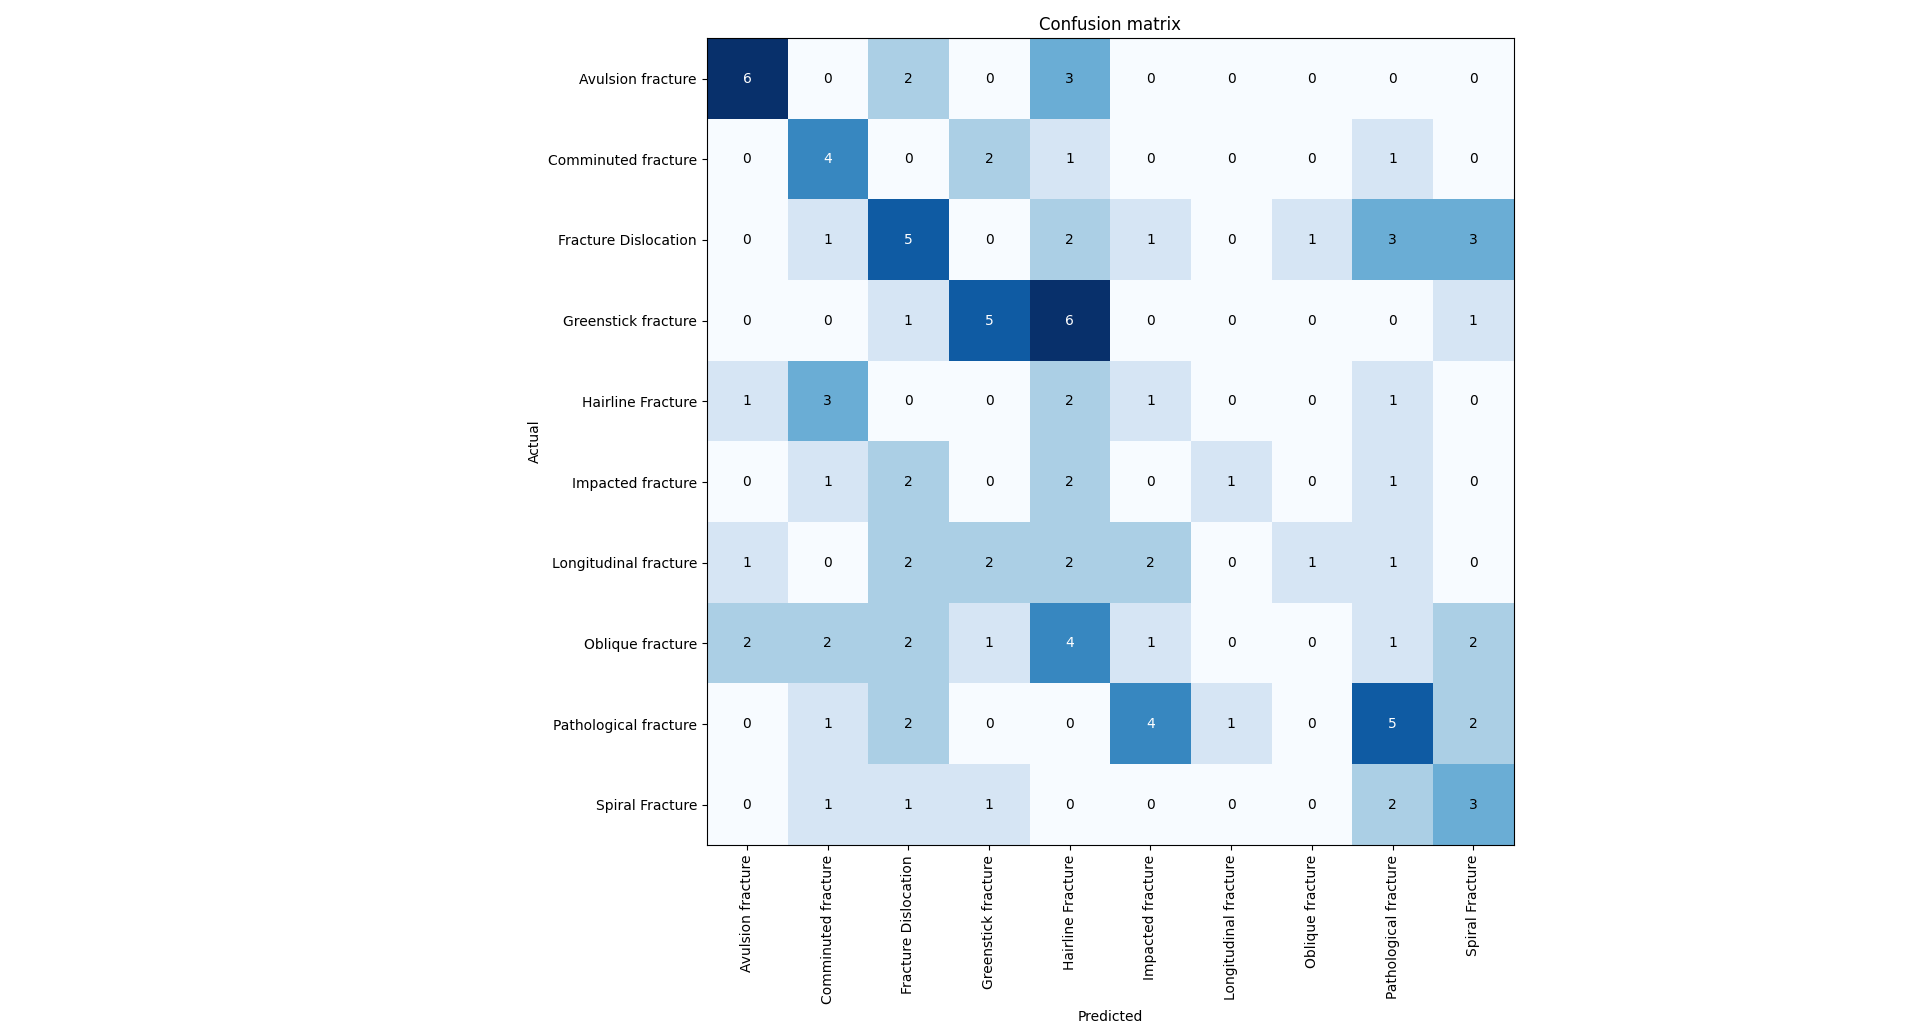 Confusion matrix
Avulsion fracture 6 0 2 0 3 0 0 0 0 0
Comminuted fracture 0 4 0 2 1 0 0 0 1 0
Fracture Dislocation 0 1 5 0 2 1 0 1 3 3
Greenstick fracture 0 0 1 5 6 0 0 0 0 1
Hairline Fracture 1 3 0 0 2 1 0 0 1 0
Actual
Impacted fracture 0 1 2 0 2 0 1 0 1 0
Longitudinal fracture 1 0 2 2 2 2 0 1 1 0
Oblique fracture 2 2 2 1 4 1 0 0 1 2
Pathological fracture 0 1 2 0 0 4 1 0 5 2
Spiral Fracture 0 1 1 1 0 0 0 0 2 3
Avulsion fracture
Comminuted fracture
Fracture Dislocation
Greenstick fracture
Hairline Fracture
Impacted fracture
Longitudinal fracture
Oblique fracture
Pathological fracture
Spiral Fracture
Predicted